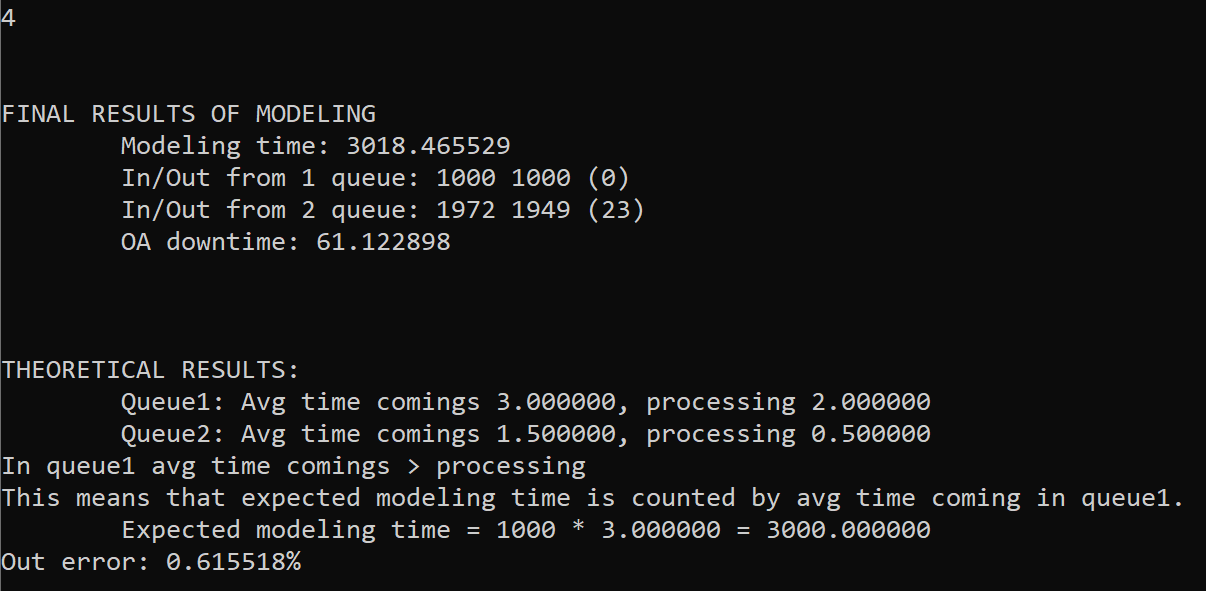 4
FINAL RESULTS OF MODELING
Modeling time: 3018.465529
In/Out from 1 queue: 1000 1000 (0)
In/Out from 2 queue: 1972 1949 (23)
OA downtime: 61.122898
THEORETICAL RESULTS:
Queue1: Avg time comings 3.000000, processing 2.000000
Queue2: Avg time comings 1.500000, processing 0.500000
In queue1 avg time comings > processing
This means that expected modeling time is counted by avg time coming in queue1.
Expected modeling time = 1000 * 3.000000 = 3000.000000
Out error: 0.615518%